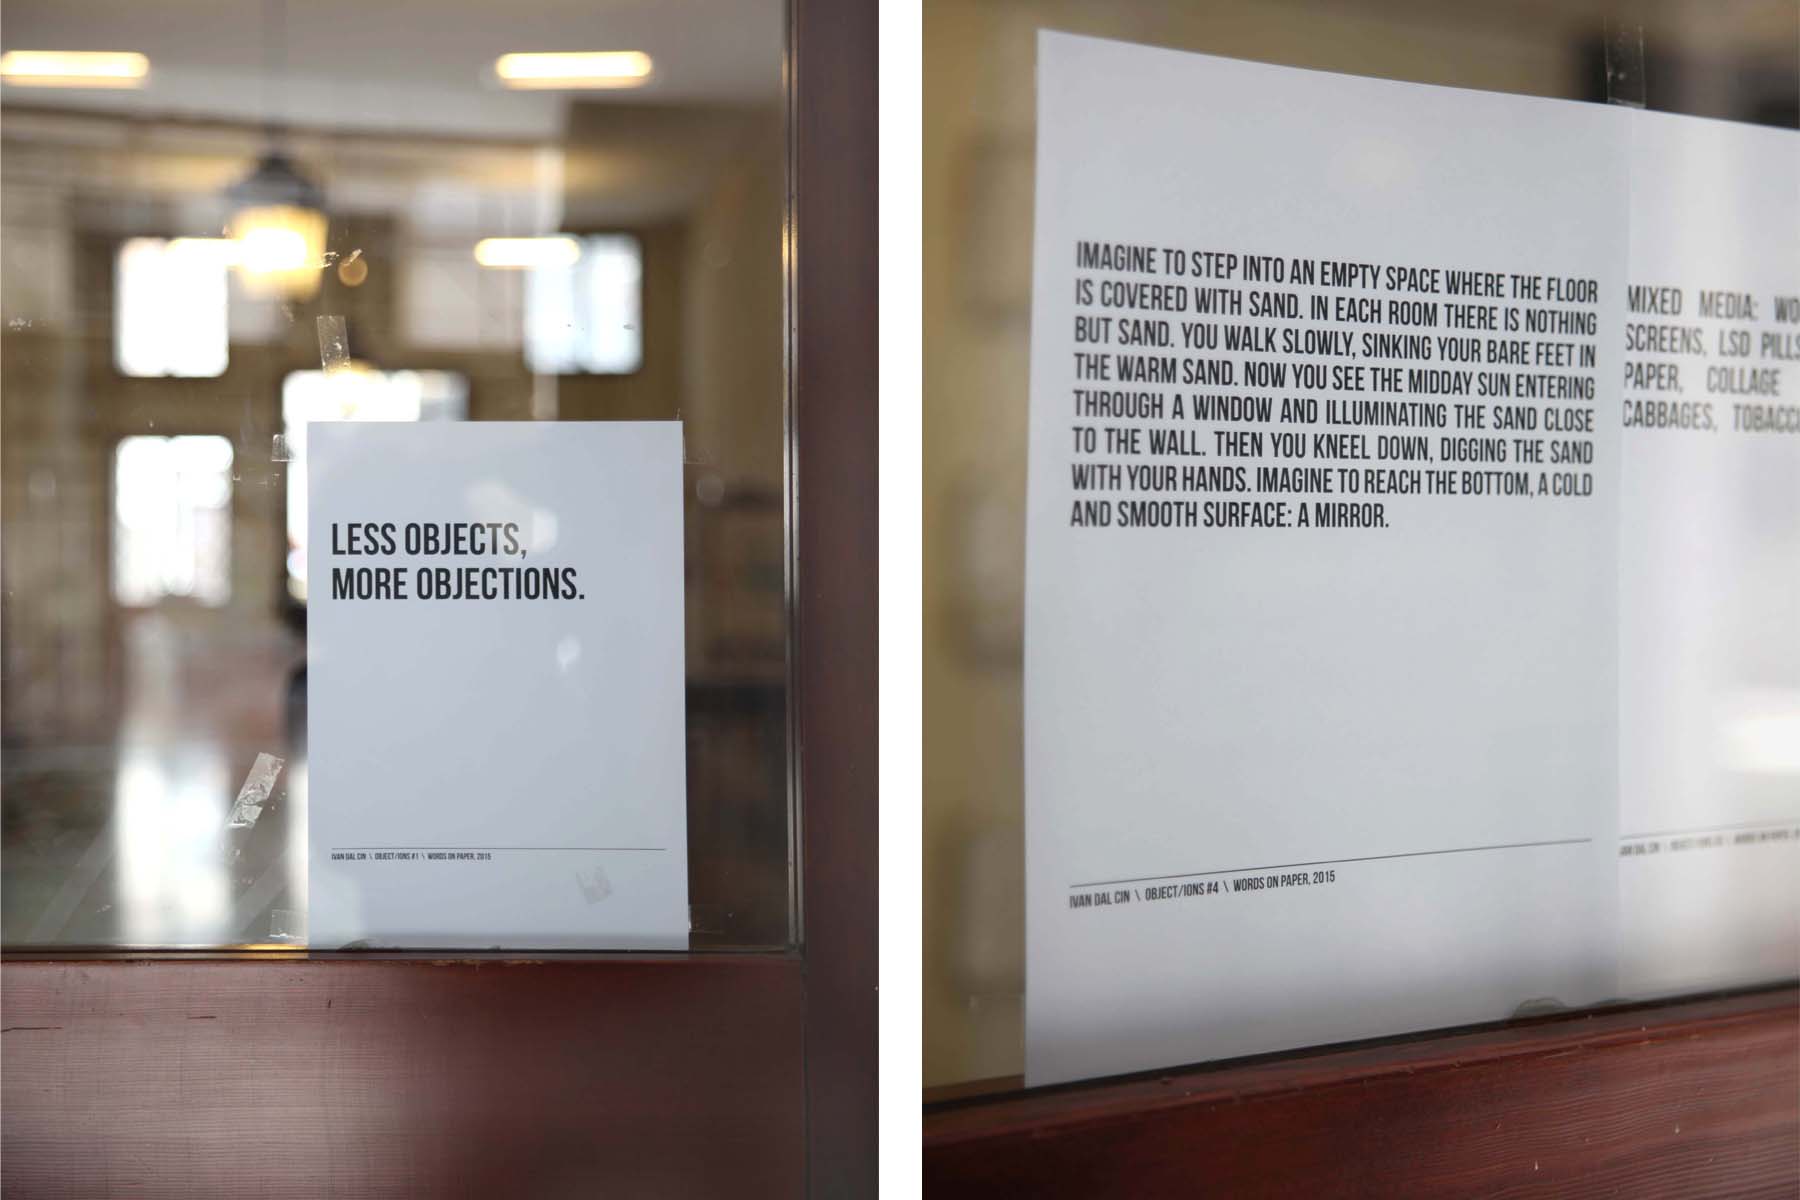 LESS OBJECTS,
MORE OBJECTIONS.
IVAN DAL CIN \ OBJECT/IONS #1 \ WORDS ON PAPER, 2015
IMAGINE TO STEP INTO AN EMPTY SPACE WHERE THE FLOOR
IS COVERED WITH SAND. IN EACH ROOM THERE IS NOTHING
BUT SAND. YOU WALK SLOWLY, SINKING YOUR BARE FEET IN
THE WARM SAND. NOW YOU SEE THE MIDDAY SUN ENTERING
THROUGH A WINDOW AND ILLUMINATING THE SAND CLOSE
TO THE WALL. THEN YOU KNEEL DOWN, DIGGING THE SAND
WITH YOUR HANDS. IMAGINE TO REACH THE BOTTOM, A COLD
AND SMOOTH SURFACE: A MIRROR.
IVAN DAL CIN \ OBJECT/IONS #4 \ WORDS ON PAPER, 2015
MIXED MEDIA:
SCREENS, LSD PILLS
PAPER, COLLAGE
CABBAGES,